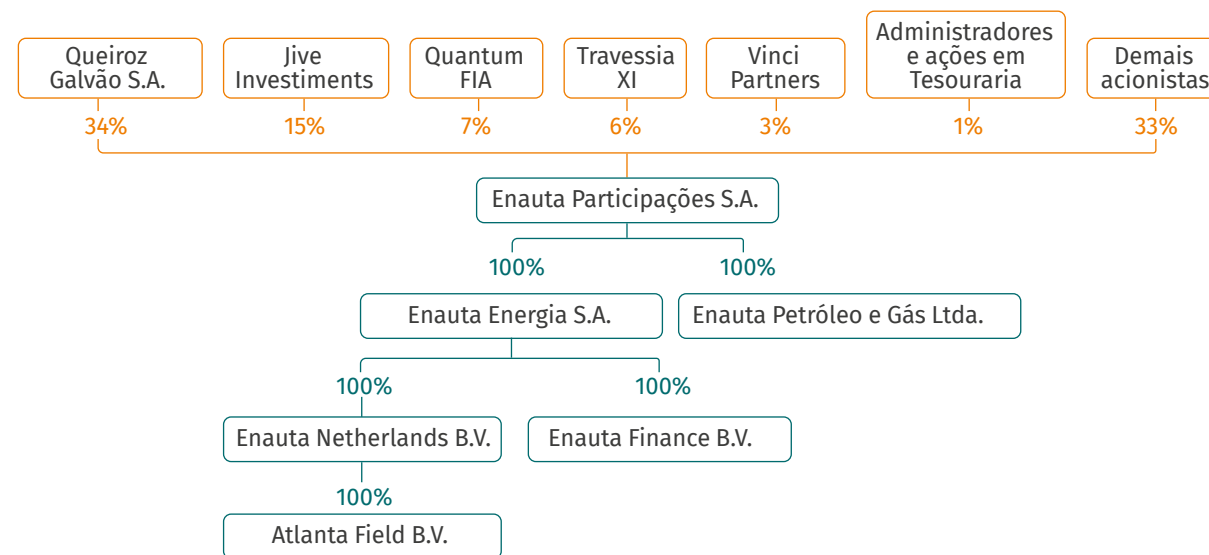 Queiroz
Galvão S.A.
Jive
Investiments
Quantum
FIA
Travessia
XI
Vinci
Partners
Administradores
e ações em
Tesouraria
Demais
acionistas
34%
15%
7%
6%
3%
1%
33%
Enauta Participações S.A.
100%
100%
Enauta Energia S.A.
Enauta Petróleo e Gás Ltda.
100%
100%
Enauta Netherlands B.V.
Enauta Finance B.V.
100%
Atlanta Field B.V.